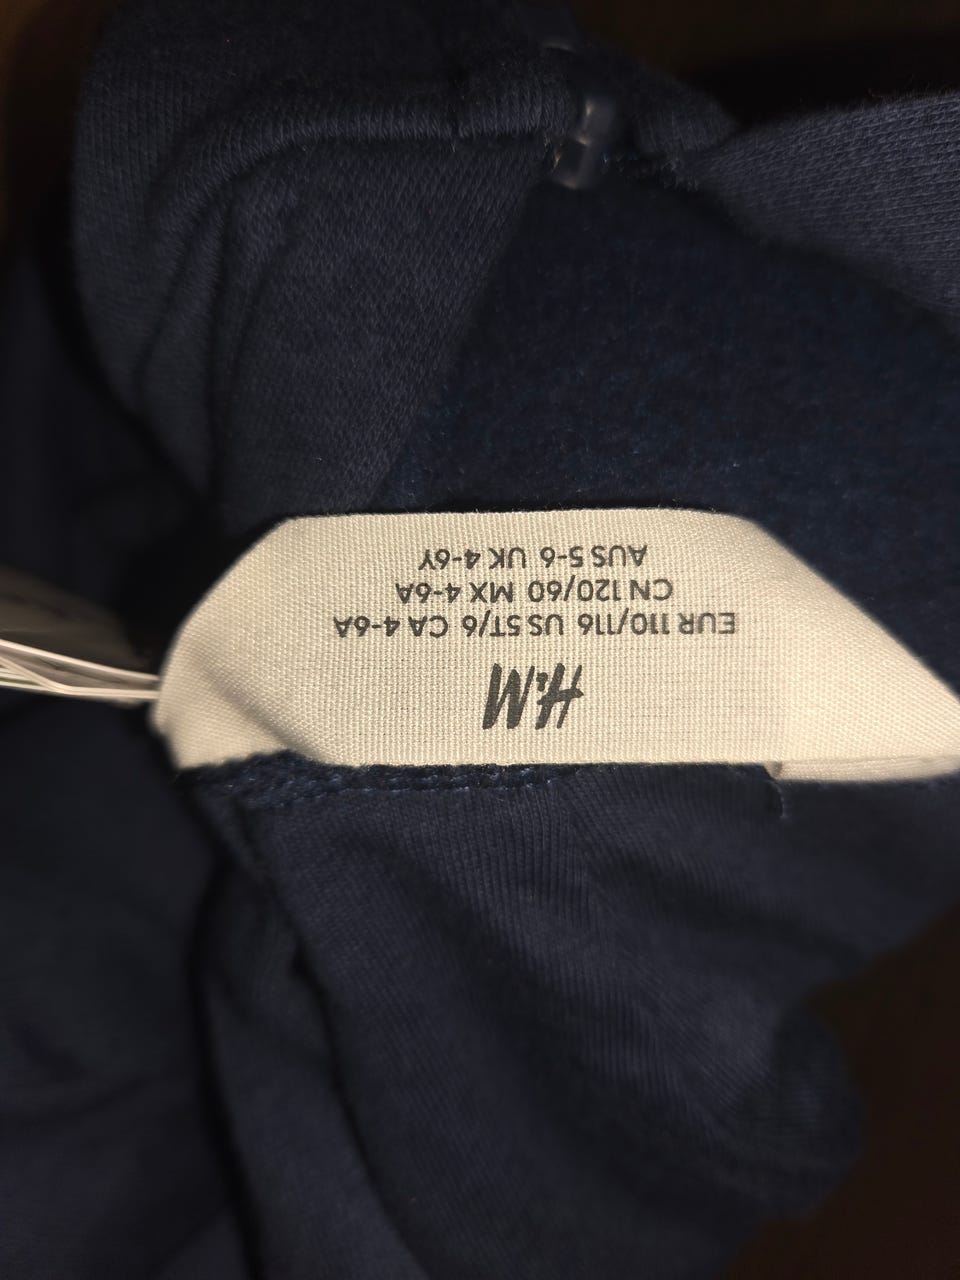 H&M
EUR 110/116 US 5T/6 CA 4-6A
CN 120/60 MX 4-6A
AUS 5-6 UK 4-6Y